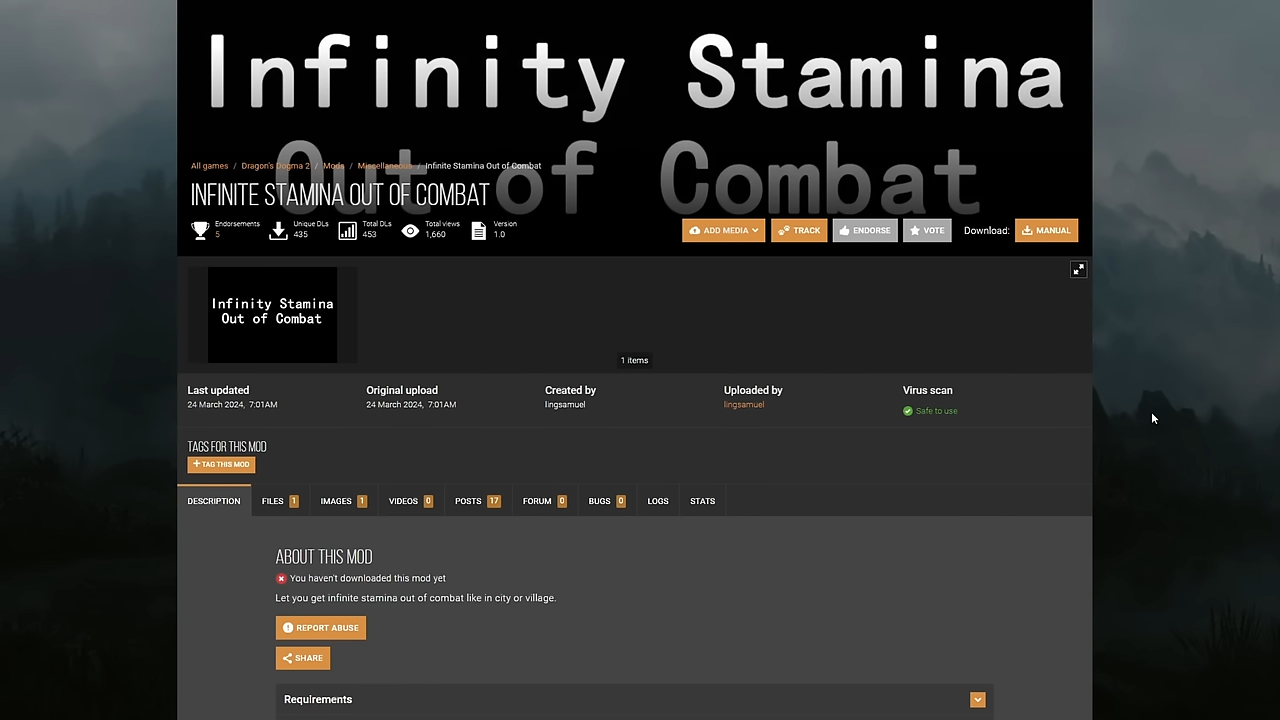 Infinity Stamina
Out of Combat
All games / Dragon's Dogma 2 / Mods / Miscellaneous / Infinite Stamina Out of Combat
INFINITE STAMINA OUT OF COMBAT
Endorsements
5
Unique DLs
435
Total DLs
453
Total views
1,660
Version
1.0
ADD MEDIA
TRACK
ENDORSE
VOTE
Download:
MANUAL
Infinity Stamina
Out of Combat
1 items
Last updated
24 March 2024, 7:01AM
Original upload
24 March 2024, 7:01AM
Created by
lingsamuel
Uploaded by
lingsamuel
Virus scan
Safe to use
TAGS FOR THIS MOD
+ TAG THIS MOD
DESCRIPTION
FILES 1
IMAGES 1
VIDEOS 0
POSTS 17
FORUM 0
BUGS 0
LOGS
STATS
ABOUT THIS MOD
You haven't downloaded this mod yet
Let you get infinite stamina out of combat like in city or village.
REPORT ABUSE
SHARE
Requirements